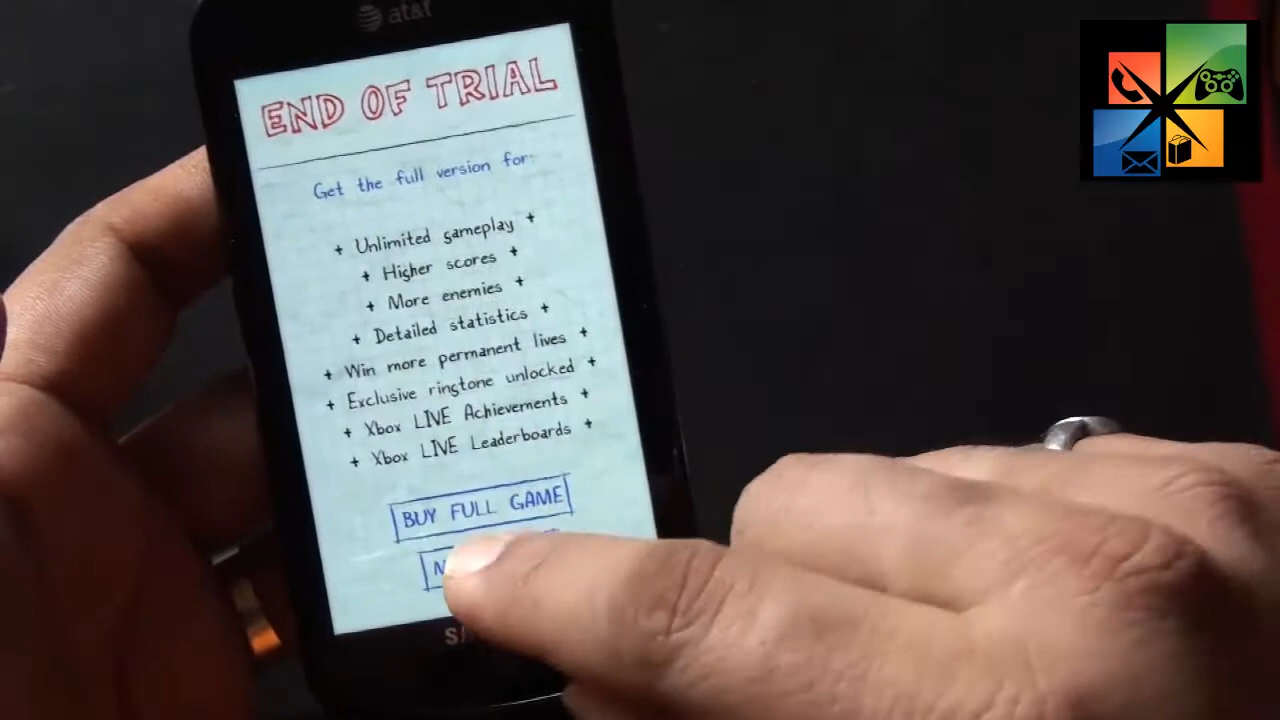 at&t
END OF TRIAL
Get the full version for:
+ Unlimited gameplay +
+ Higher scores +
+ More enemies +
+ Detailed statistics +
+ Win more permanent lives +
+ Exclusive ringtone unlocked +
+ Xbox LIVE Achievements +
+ Xbox LIVE Leaderboards +
BUY FULL GAME